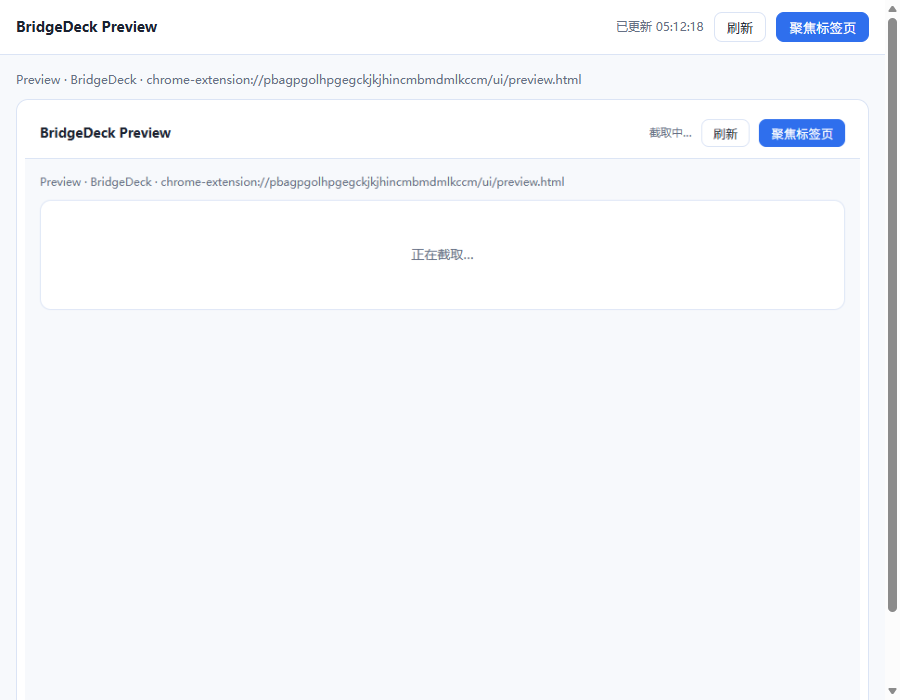 BridgeDeck Preview 已更新 05:12:18 刷新 聚焦标签页
Preview · BridgeDeck · chrome-extension://pbagpgolhpgegckjkjhincmbmdmlkccm/ui/preview.html
BridgeDeck Preview 截取中... 刷新 聚焦标签页
Preview · BridgeDeck · chrome-extension://pbagpgolhpgegckjkjhincmbmdmlkccm/ui/preview.html
正在截取...